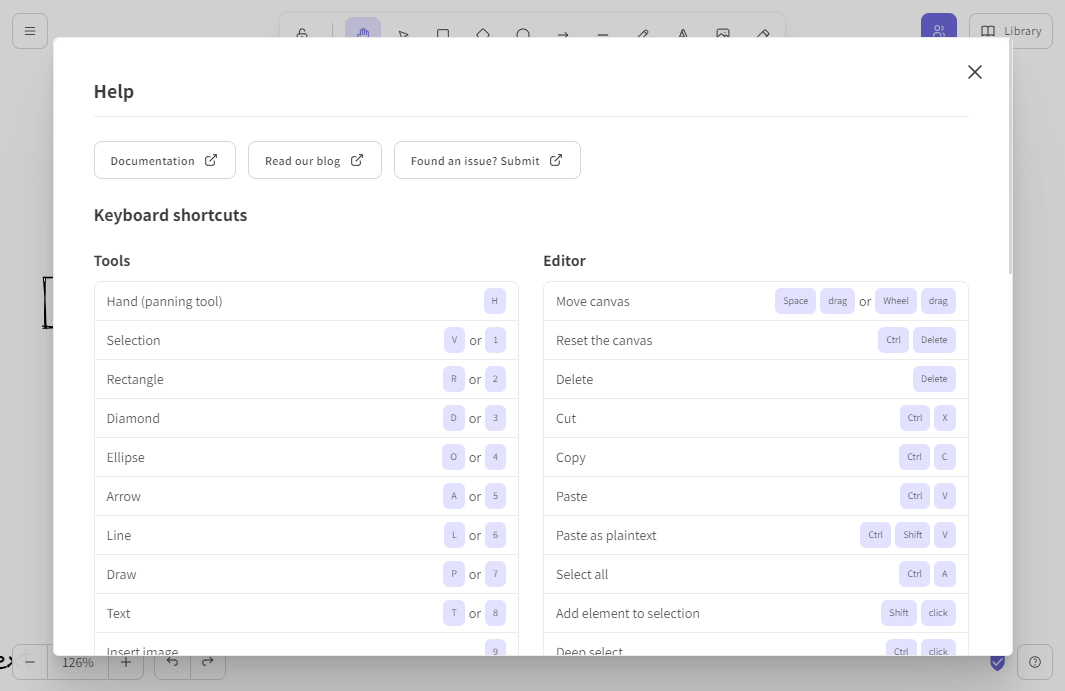 Library
Help
Documentation
Read our blog
Found an issue? Submit
Keyboard shortcuts
Tools
Hand (panning tool) H
Selection V or 1
Rectangle R or 2
Diamond D or 3
Ellipse O or 4
Arrow A or 5
Line L or 6
Draw P or 7
Text T or 8
Insert image 9
Editor
Move canvas Space drag or Wheel drag
Reset the canvas Ctrl Delete
Delete Delete
Cut Ctrl X
Copy Ctrl C
Paste Ctrl V
Paste as plaintext Ctrl Shift V
Select all Ctrl A
Add element to selection Shift click
Deep select Ctrl click
126%